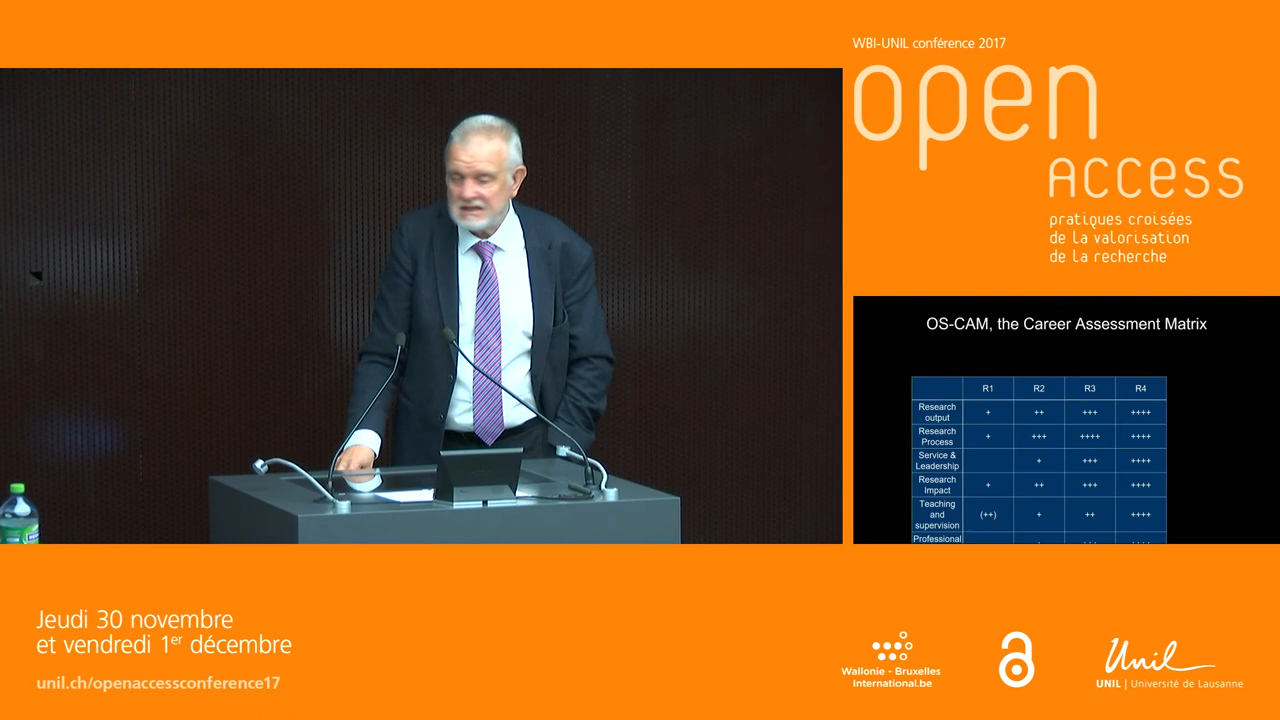 WBI-UNIL conférence 2017
open
access
pratiques croisées
de la valorisation
de la recherche
OS-CAM, the Career Assessment Matrix
R1 R2 R3 R4
Research
output + ++ +++ ++++
Research
Process + +++ ++++ ++++
Service &
Leadership + +++ ++++
Research
Impact + ++ +++ ++++
Teaching
and
supervision (++) + ++ ++++
Professional
Jeudi 30 novembre
et vendredi 1er décembre
unil.ch/openaccessconference17
Wallonie - Bruxelles
International.be
Unil
UNIL | Université de Lausanne